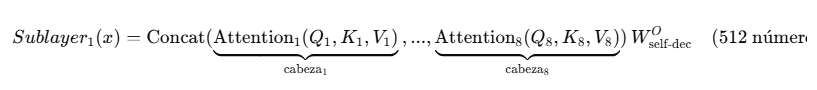 Sublayer₁(x) = Concat(Attention₁(Q₁, K₁, V₁), ..., Attention₈(Q₈, K₈, V₈)) W^O_self-dec (512
cabeza₁ cabeza₈